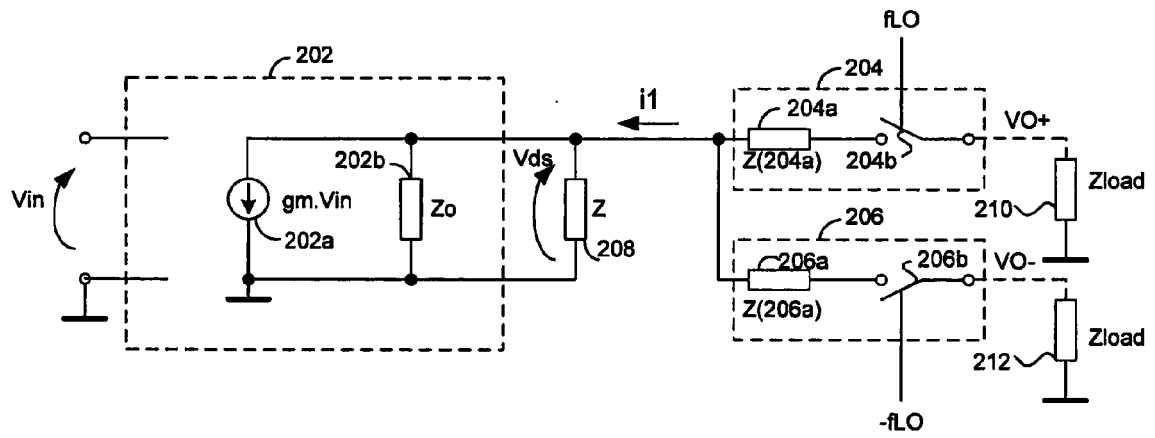 fLO
202
204
i1
204a
VO+
202b
Vds
Z(204a)
204b
Vin
gm.Vin
Zo
Z
Zload
210
202a
208
206
206a
206b
VO-
Z(206a)
Zload
212
-fLO